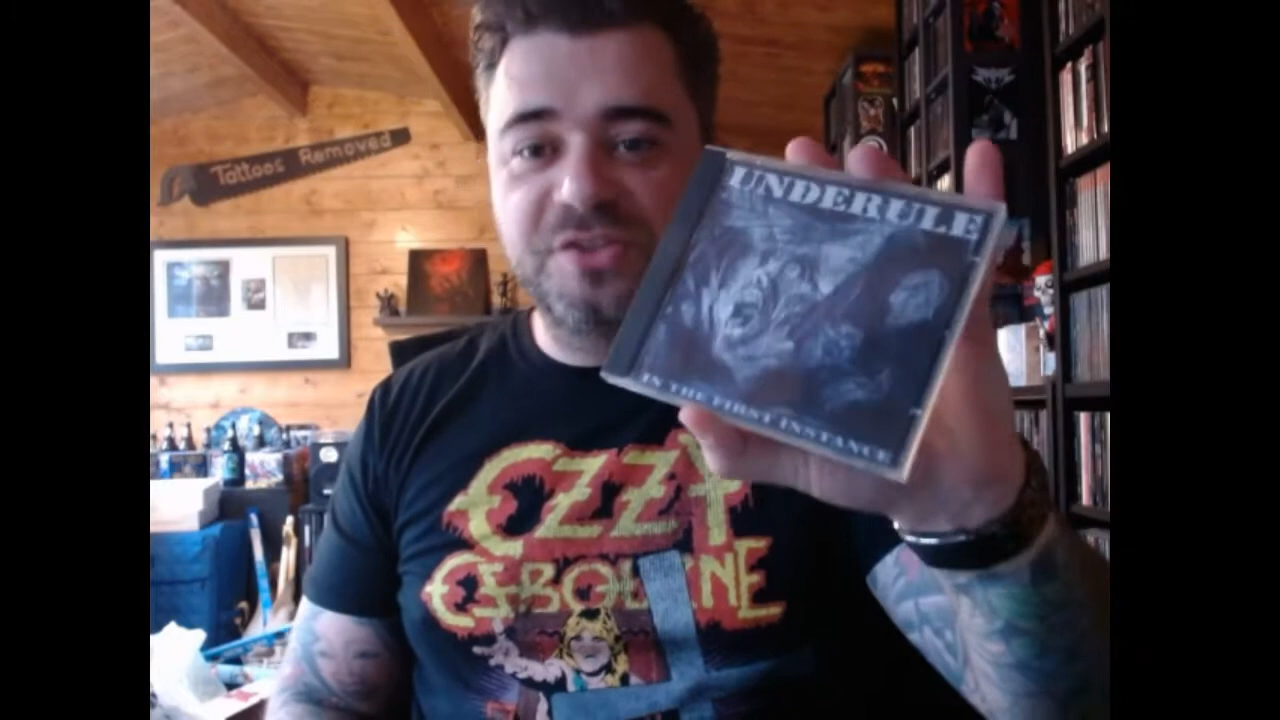 Tattoos Removed
UNDERULE
IN THE FIRST INSTANCE
OZZY
OSBOURNE